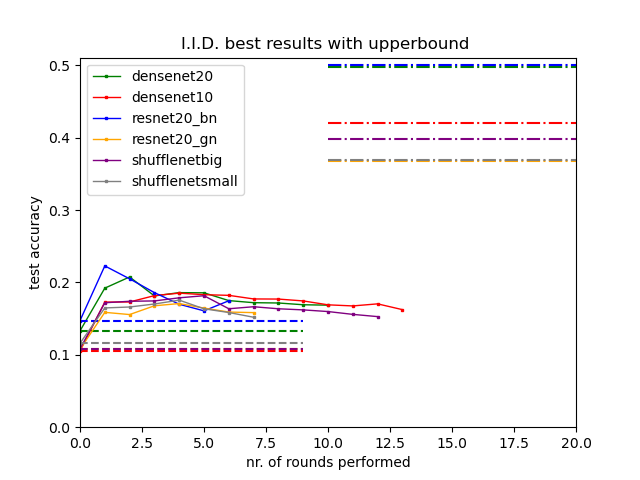 I.I.D. best results with upperbound
0.5
0.4
0.3
0.2
0.1
0.0
test accuracy
densenet20
densenet10
resnet20_bn
resnet20_gn
shufflenetbig
shufflenetsmall
0.0 2.5 5.0 7.5 10.0 12.5 15.0 17.5 20.0
nr. of rounds performed